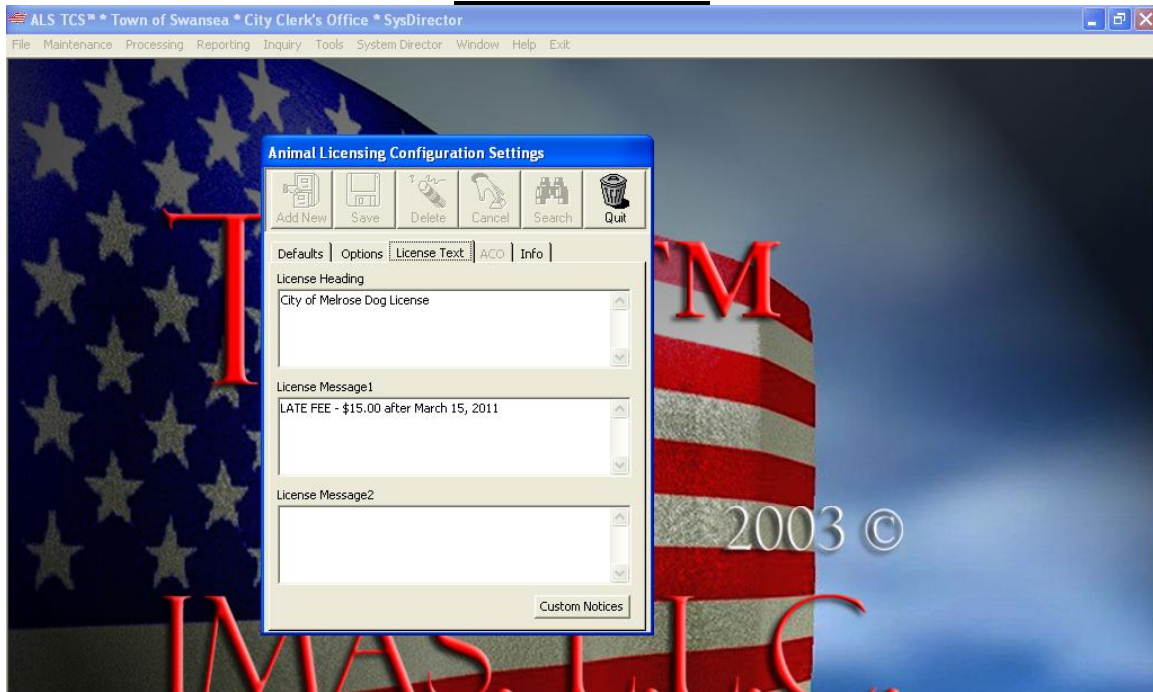 ALS TCS™ * Town of Swansea * City Clerk's Office * SysDirector
File Maintenance Processing Reporting Inquiry Tools System Director Window Help Exit
Animal Licensing Configuration Settings
Add New Save Delete Cancel Search Quit
Defaults Options License Text ACO Info
License Heading
City of Melrose Dog License
License Message1
LATE FEE - $15.00 after March 15, 2011
License Message2
Custom Notices
T
TM
2003 ©
IMAS, L.L.C.